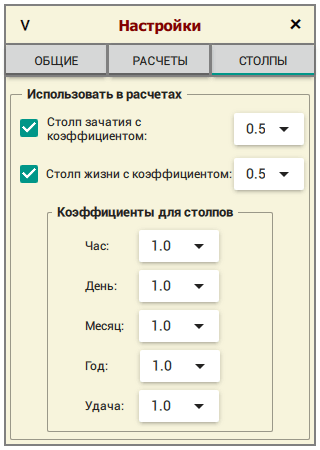 V Настройки ×
ОБЩИЕ РАСЧЕТЫ СТОЛПЫ
Использовать в расчетах
Столп зачатия с
коэффициентом: 0.5
Столп жизни с коэффициентом: 0.5
Коэффициенты для столпов
Час: 1.0
День: 1.0
Месяц: 1.0
Год: 1.0
Удача: 1.0